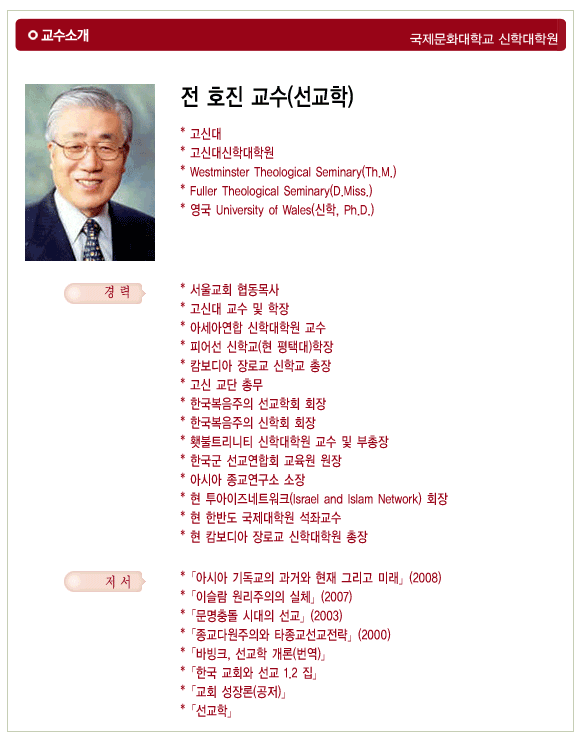 교수소개
국제문화대학교 신학대학원
전 호진 교수(선교학)
* 고신대
* 고신대신학대학원
* Westminster Theological Seminary(Th.M.)
* Fuller Theological Seminary(D.Miss.)
* 영국 University of Wales(신학, Ph.D.)
경 력
* 서울교회 협동목사
* 고신대 교수 및 학장
* 아세아연합 신학대학원 교수
* 피어선 신학교(현 평택대)학장
* 캄보디아 장로교 신학교 총장
* 고신 교단 총무
* 한국복음주의 선교학회 회장
* 한국복음주의 신학회 회장
* 횃불트리니티 신학대학원 교수 및 부총장
* 한국군 선교연합회 교육원 원장
* 아시아 종교연구소 소장
* 현 투아이즈네트워크(Israel and Islam Network) 회장
* 현 한반도 국제대학원 석좌교수
* 현 캄보디아 장로교 신학대학원 총장
저 서
* 「아시아 기독교의 과거와 현재 그리고 미래」 (2008)
* 「이슬람 원리주의의 실체」 (2007)
* 「문명충돌 시대의 선교」 (2003)
* 「종교다원주의와 타종교선교전략」 (2000)
* 「바빙크, 선교학 개론(번역)」
* 「한국 교회와 선교 1.2 집」
* 「교회 성장론(공저)」
* 「선교학」